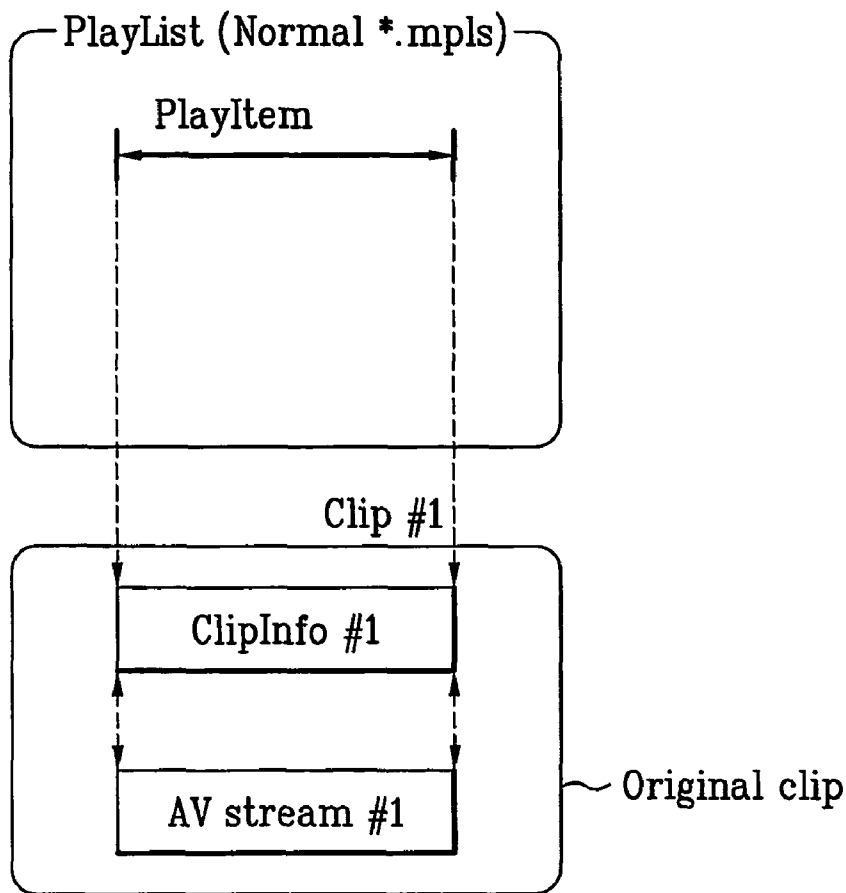 PlayList (Normal *.mpls)
PlayItem
Clip #1
ClipInfo #1
AV stream #1
Original clip